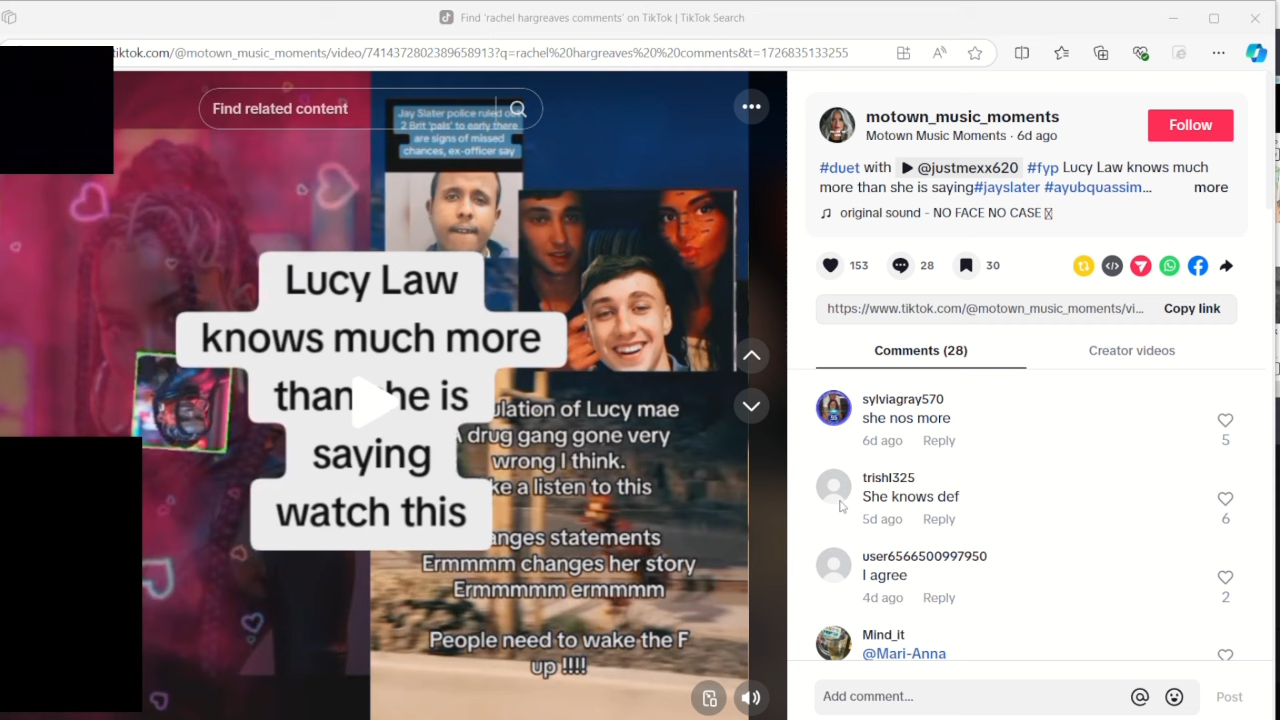 Find 'rachel hargreaves comments' on TikTok | TikTok Search
tiktok.com/@motown_music_moments/video/7414372802389658913?q=rachel%20hargreaves%20%20comments&t=1726835133255
Find related content
Jay Slater police ruled
2 Brit 'pals' to early there
are signs of missed
chances, ex-officer say
Lucy Law
knows much more
than she is
saying
watch this
ulation of Lucy mae
drug gang gone very
wrong I think.
ke a listen to this
anges statements
Ermmmm changes her story
Ermmmmm ermmmm
People need to wake the F
up !!!!
motown_music_moments
Motown Music Moments · 6d ago
Follow
#duet with @justmexx620 #fyp Lucy Law knows much
more than she is saying#jayslater #ayubquassim...
more
original sound - NO FACE NO CASE
153
28
30
https://www.tiktok.com/@motown_music_moments/vi...
Copy link
Comments (28)
Creator videos
sylviagray570
she nos more
6d ago Reply
5
trishl325
She knows def
5d ago Reply
6
user6566500997950
I agree
4d ago Reply
2
Mind_it
@Mari-Anna
Add comment...
Post